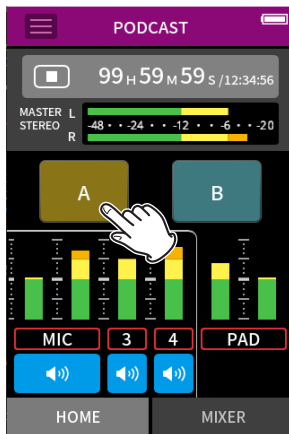 PODCAST
99 H 59 M 59 s /12:34:56
MASTER L
STEREO -48 · · -24 · · -12 · · -6 · · -20
R
A B
MIC 3 4 PAD
HOME MIXER